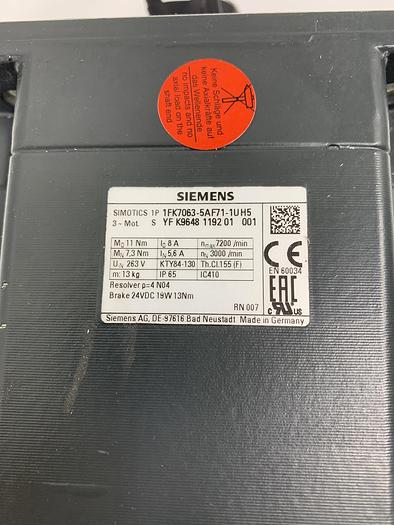 Keine Schläge und
keine Axialkräfte auf
das Wellenende
no impacts and no
axial load on the
shaft end
SIEMENS
SIMOTICS 1P 1FK7063-5AF71-1UH5
3~ Mot. S YF K9648 1192 01 001
M0 11 Nm I0 8 A nmax 7200 /min
MN 7,3 Nm IN 5,6 A nN 3000 /min
UIN 263 V KTY84-130 Th.Cl.155 (F)
m: 13 kg IP 65 IC410
Resolver p=4 N04
Brake 24VDC 19W 13Nm
RN 007
CE
EN 60034
EAC
c RU us
Siemens AG, DE-97616 Bad Neustadt Made in Germany